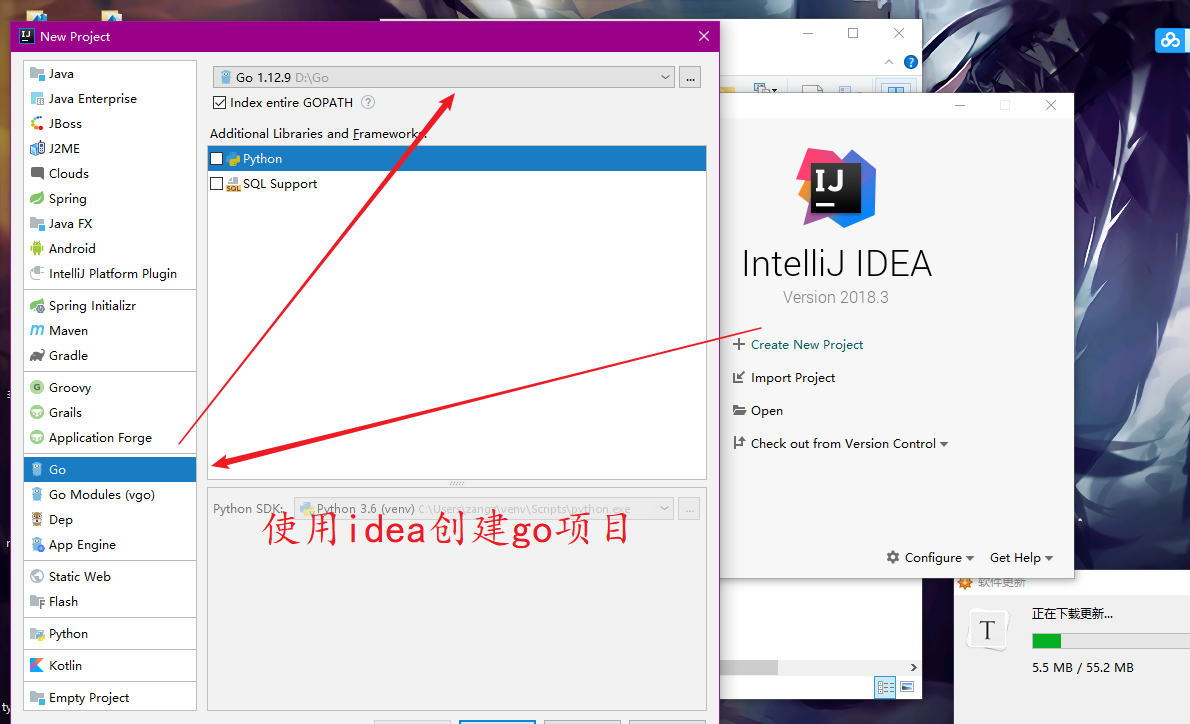 New Project
Java
Java Enterprise
JBoss
J2ME
Clouds
Spring
Java FX
Android
IntelliJ Platform Plugin
Spring Initializr
Maven
Gradle
Groovy
Grails
Application Forge
Go
Go Modules (vgo)
Dep
App Engine
Static Web
Flash
Python
Kotlin
Empty Project
Go 1.12.9 D:\Go
...
Index entire GOPATH ?
Additional Libraries and Frameworks:
Python
SQL Support
Python SDK: Python 3.6 (venv) C:\Users\zang\venv\Scripts\python.exe
...
使用idea创建go项目
?
IJ
IntelliJ IDEA
Version 2018.3
Create New Project
Import Project
Open
Check out from Version Control
Configure Get Help
软件更新
T
正在下载更新...
5.5 MB / 55.2 MB